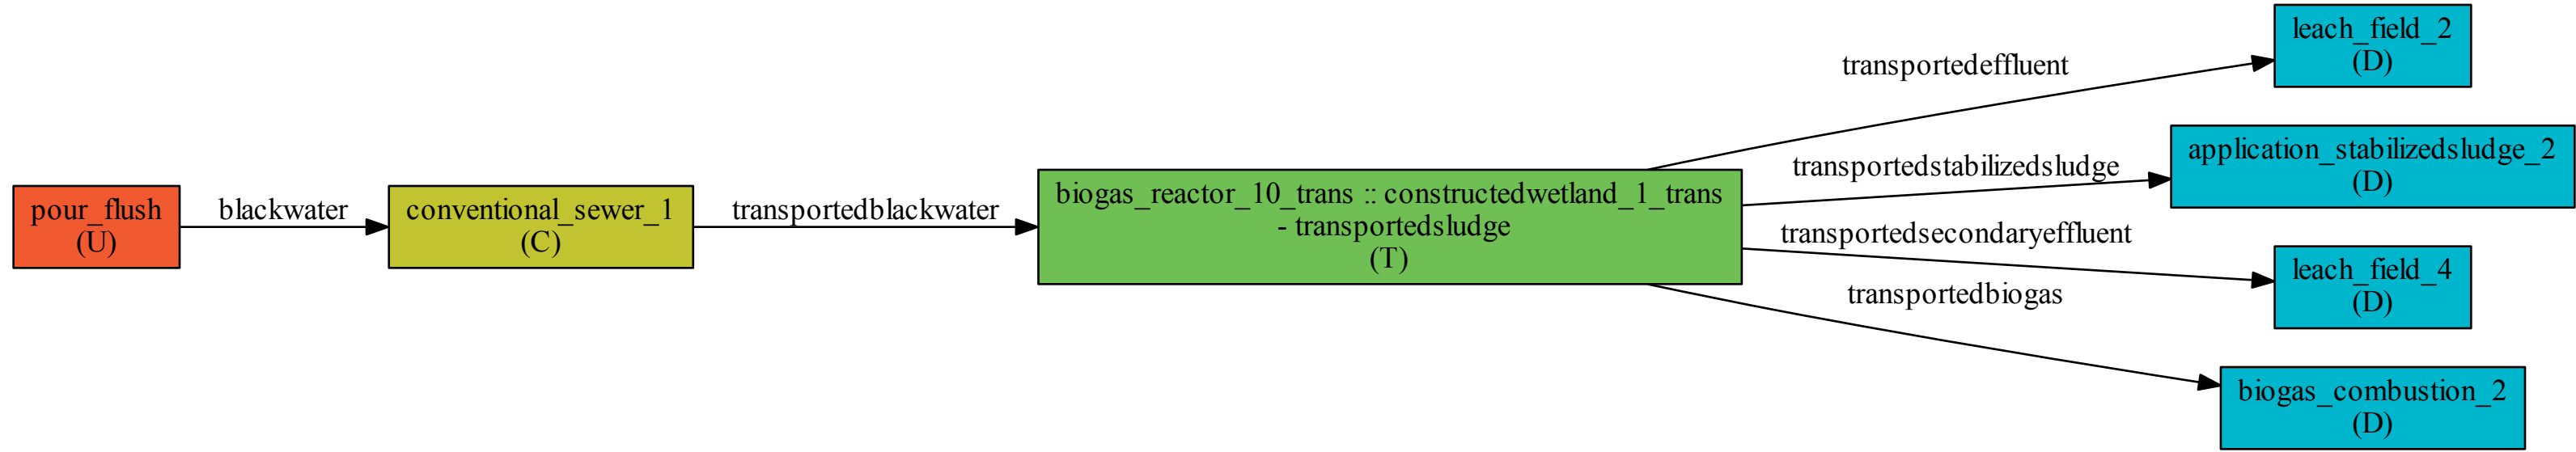 pour_flush
(U)
blackwater
conventional_sewer_1
(C)
transportedblackwater
biogas_reactor_10_trans :: constructedwetland_1_trans
- transportedsludge
(T)
transportedeffluent
leach_field_2
(D)
transportedstabilizedsludge
application_stabilizedsludge_2
(D)
transportedsecondaryeffluent
leach_field_4
(D)
transportedbiogas
biogas_combustion_2
(D)